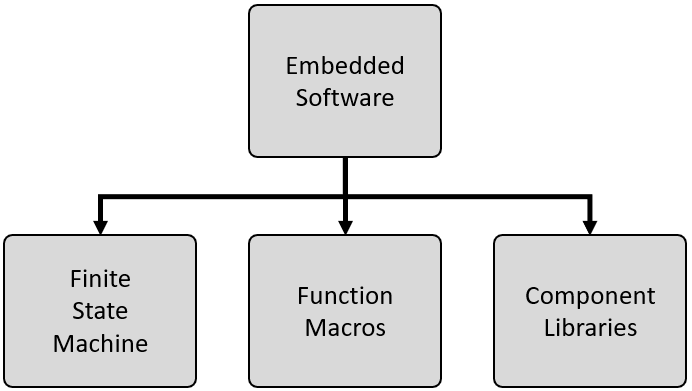 Embedded
Software
Finite
State
Machine
Function
Macros
Component
Libraries